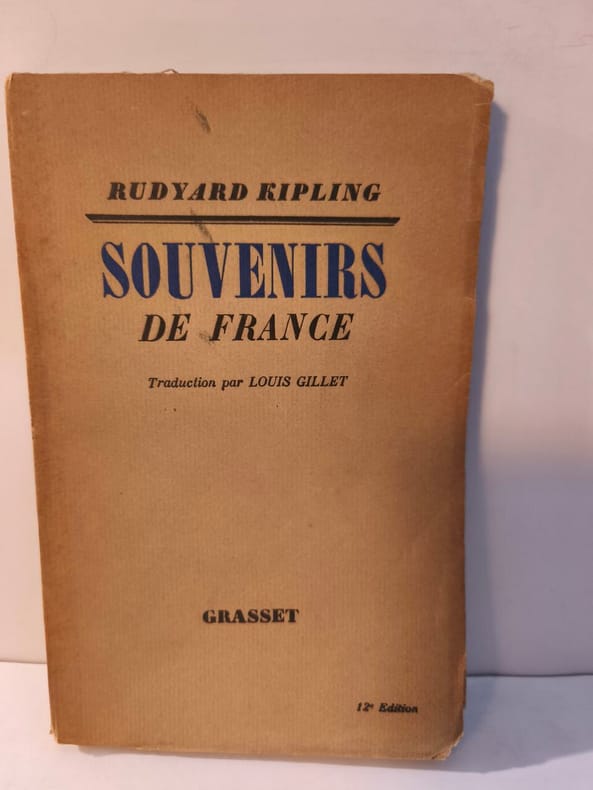 RUDYARD KIPLING
SOUVENIRS
DE FRANCE
Traduction par LOUIS GILLET
GRASSET
12e Edition